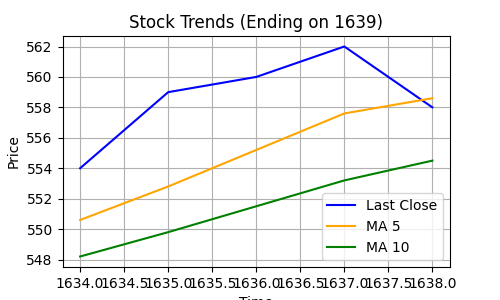 Stock Trends (Ending on 1639)
562
560
558
556
554
552
550
548
Price
Last Close
MA 5
MA 10
1634.0 1634.5 1635.0 1635.5 1636.0 1636.5 1637.0 1637.5 1638.0
Time